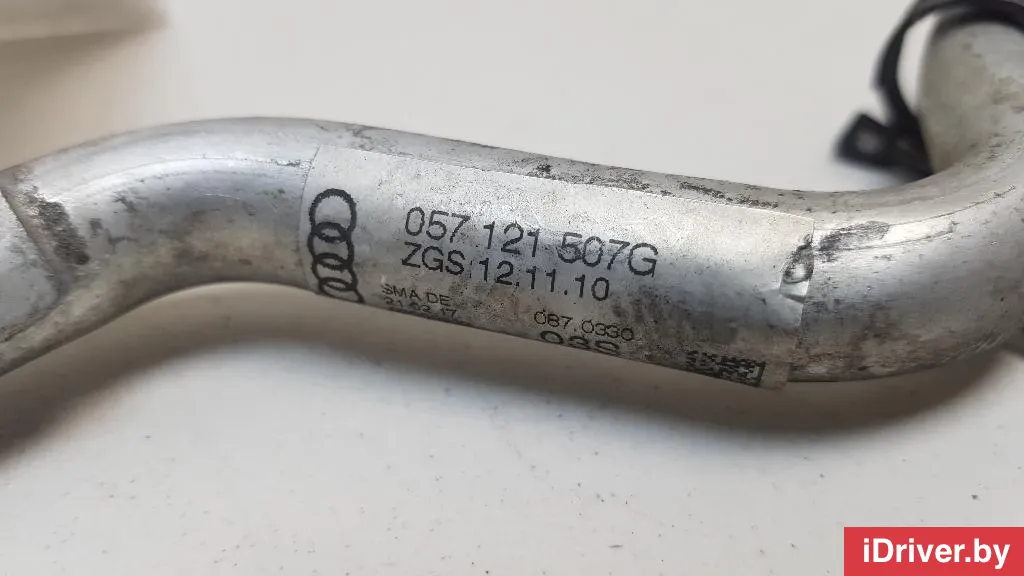 057 121 507G
ZGS 12.11.10
SMA DE
087.0330
iDriver.by